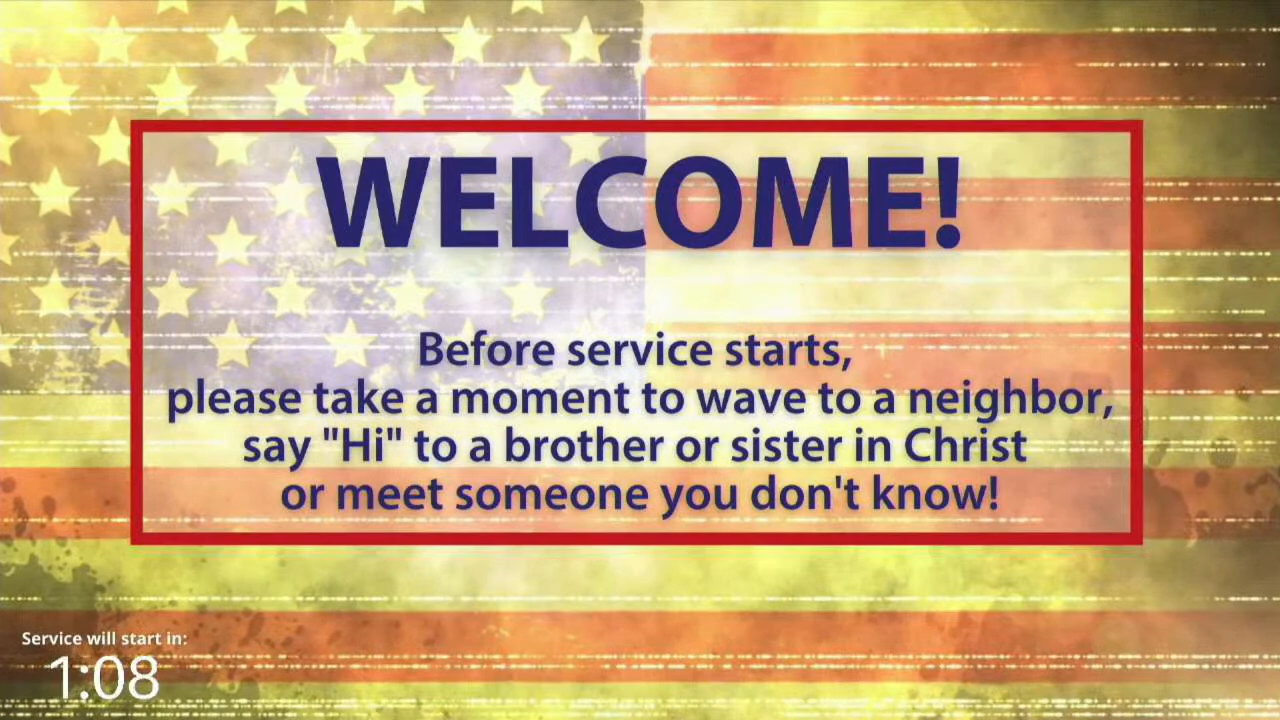 WELCOME!
Before service starts,
please take a moment to wave to a neighbor,
say "Hi" to a brother or sister in Christ
or meet someone you don't know!
Service will start in:
1:08